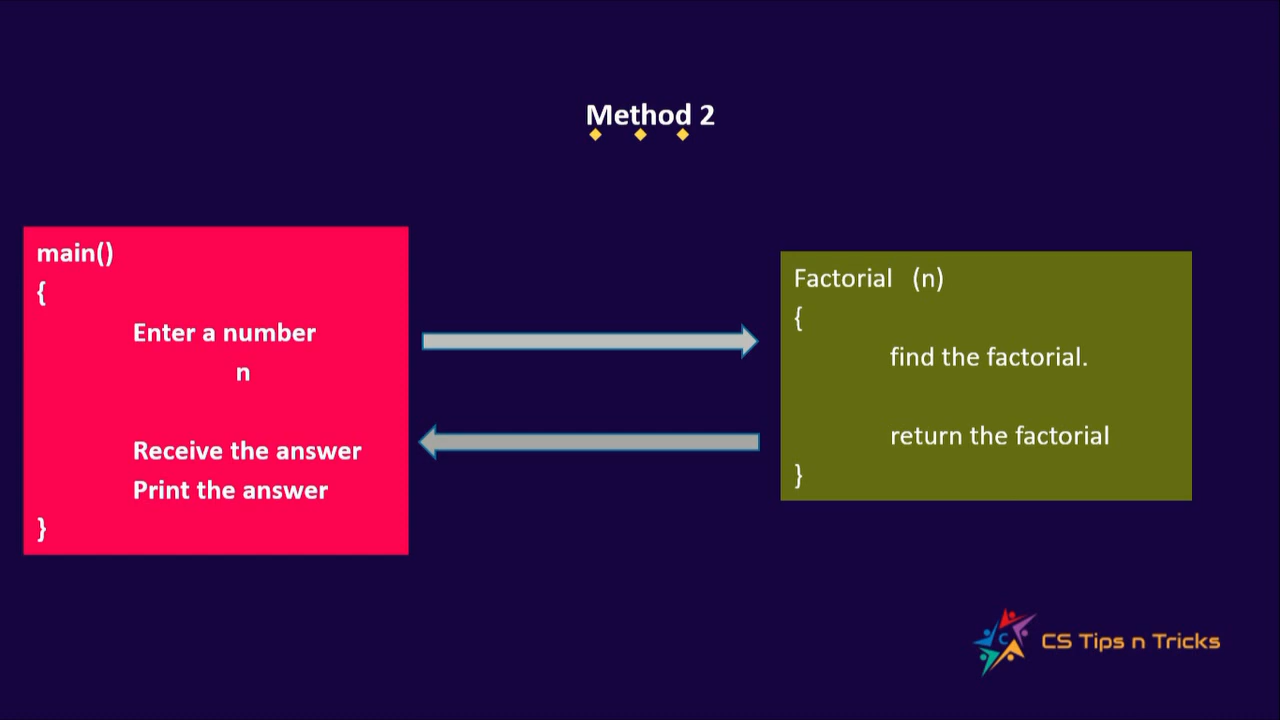 Method 2
main()
{
Enter a number
n
Receive the answer
Print the answer
}
Factorial (n)
{
find the factorial.
return the factorial
}
C
CS Tips n Tricks